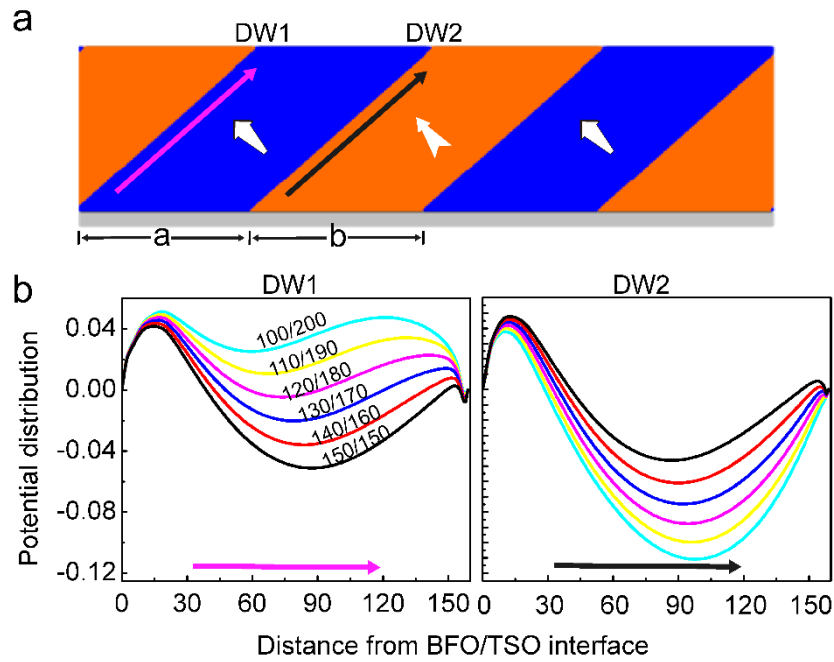 a
DW1 DW2
a b
b
DW1 DW2
0.04
0.00
-0.04
-0.08
-0.12
100/200
110/190
120/180
130/170
140/160
150/150
0 30 60 90 120 150 0 30 60 90 120 150
Potential distribution
Distance from BFO/TSO interface